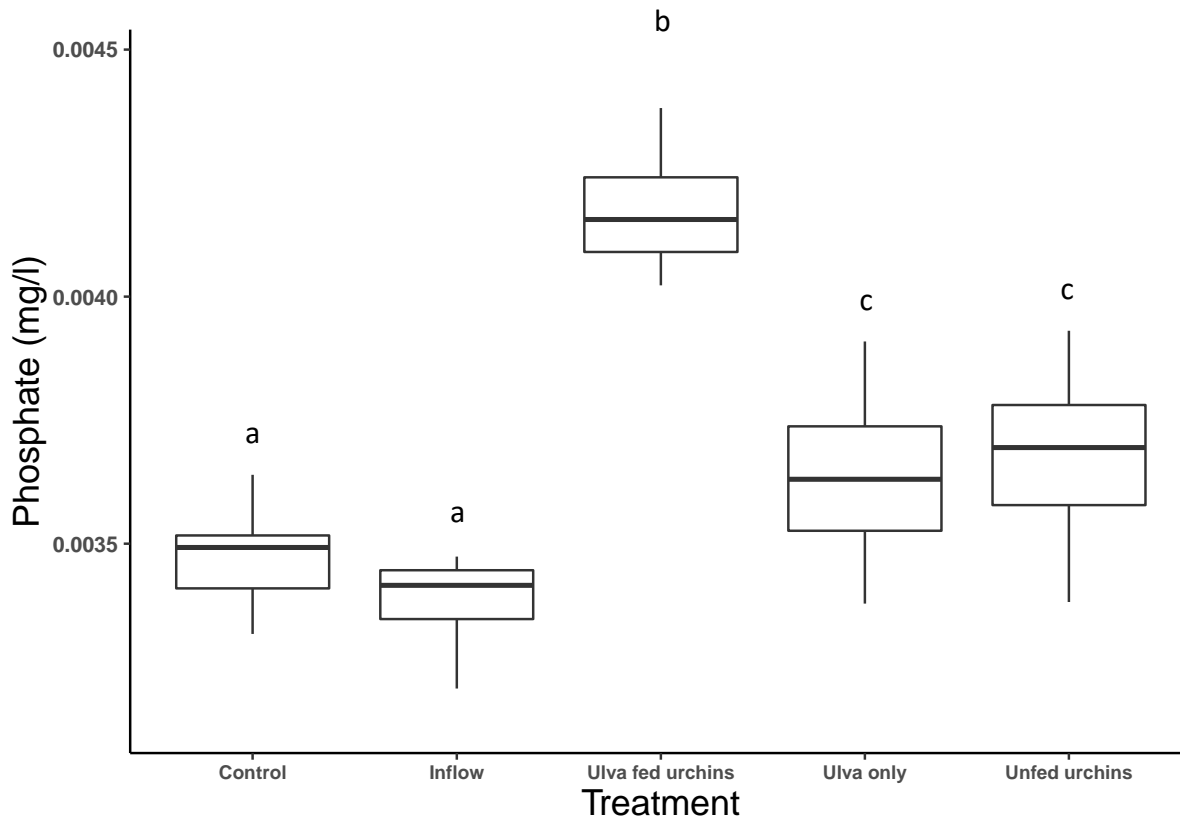 b
0.0045
0.0040
c
c
a
a
0.0035
Phosphate (mg/l)
Control
Inflow
Ulva fed urchins
Ulva only
Unfed urchins
Treatment